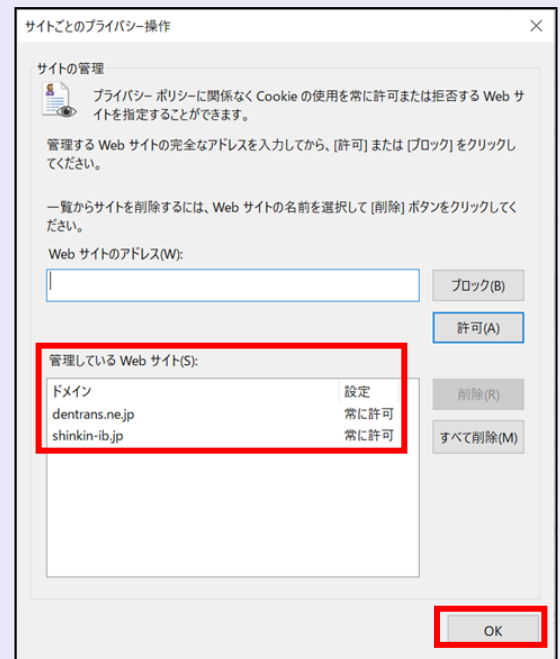 サイトごとのプライバシー操作
サイトの管理
プライバシー ポリシーに関係なく Cookie の使用を常に許可または拒否する Web サ
イトを指定することができます。
管理する Web サイトの完全なアドレスを入力してから、[許可] または [ブロック] をクリックし
てください。
一覧からサイトを削除するには、Web サイトの名前を選択して [削除] ボタンをクリックしてく
ださい。
Web サイトのアドレス(W):
ブロック(B)
許可(A)
管理している Web サイト(S):
ドメイン 設定
dentrans.ne.jp 常に許可
shinkin-ib.jp 常に許可
削除(R)
すべて削除(M)
OK